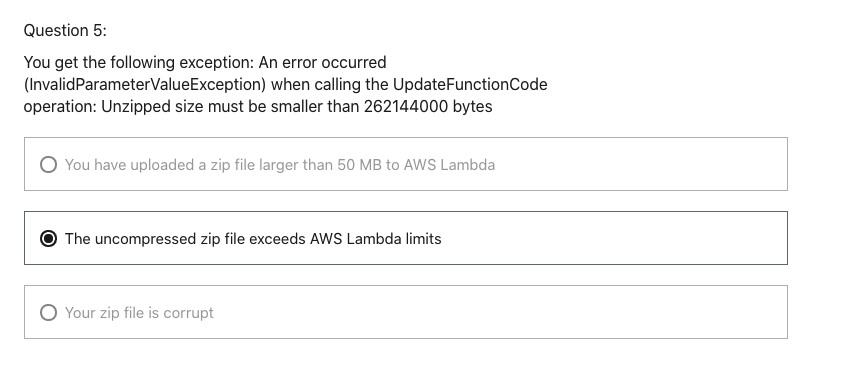 Question 5:
You get the following exception: An error occurred
(InvalidParameterValueException) when calling the UpdateFunctionCode
operation: Unzipped size must be smaller than 262144000 bytes
You have uploaded a zip file larger than 50 MB to AWS Lambda
The uncompressed zip file exceeds AWS Lambda limits
Your zip file is corrupt